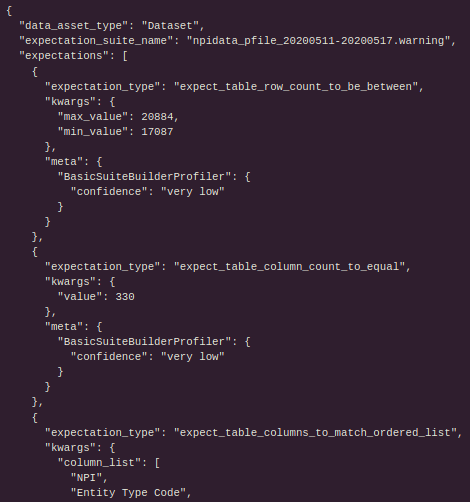 {
  "data_asset_type": "Dataset",
  "expectation_suite_name": "npidata_pfile_20200511-20200517.warning",
  "expectations": [
    {
      "expectation_type": "expect_table_row_count_to_be_between",
      "kwargs": {
        "max_value": 20884,
        "min_value": 17087
      },
      "meta": {
        "BasicSuiteBuilderProfiler": {
          "confidence": "very low"
        }
      }
    },
    {
      "expectation_type": "expect_table_column_count_to_equal",
      "kwargs": {
        "value": 330
      },
      "meta": {
        "BasicSuiteBuilderProfiler": {
          "confidence": "very low"
        }
      }
    },
    {
      "expectation_type": "expect_table_columns_to_match_ordered_list",
      "kwargs": {
        "column_list": [
          "NPI",
          "Entity Type Code",